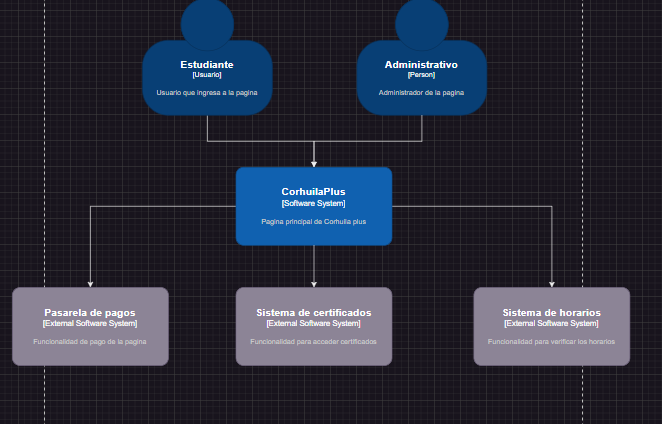 Estudiante
[Usuario]
Usuario que ingresa a la pagina
Administrativo
[Person]
Administrador de la pagina
CorhuilaPlus
[Software System]
Pagina principal de Corhuila plus
Pasarela de pagos
[External Software System]
Funcionalidad de pago de la pagina
Sistema de certificados
[External Software System]
Funcionalidad para acceder certificados
Sistema de horarios
[External Software System]
Funcionalidad para verificar los horarios